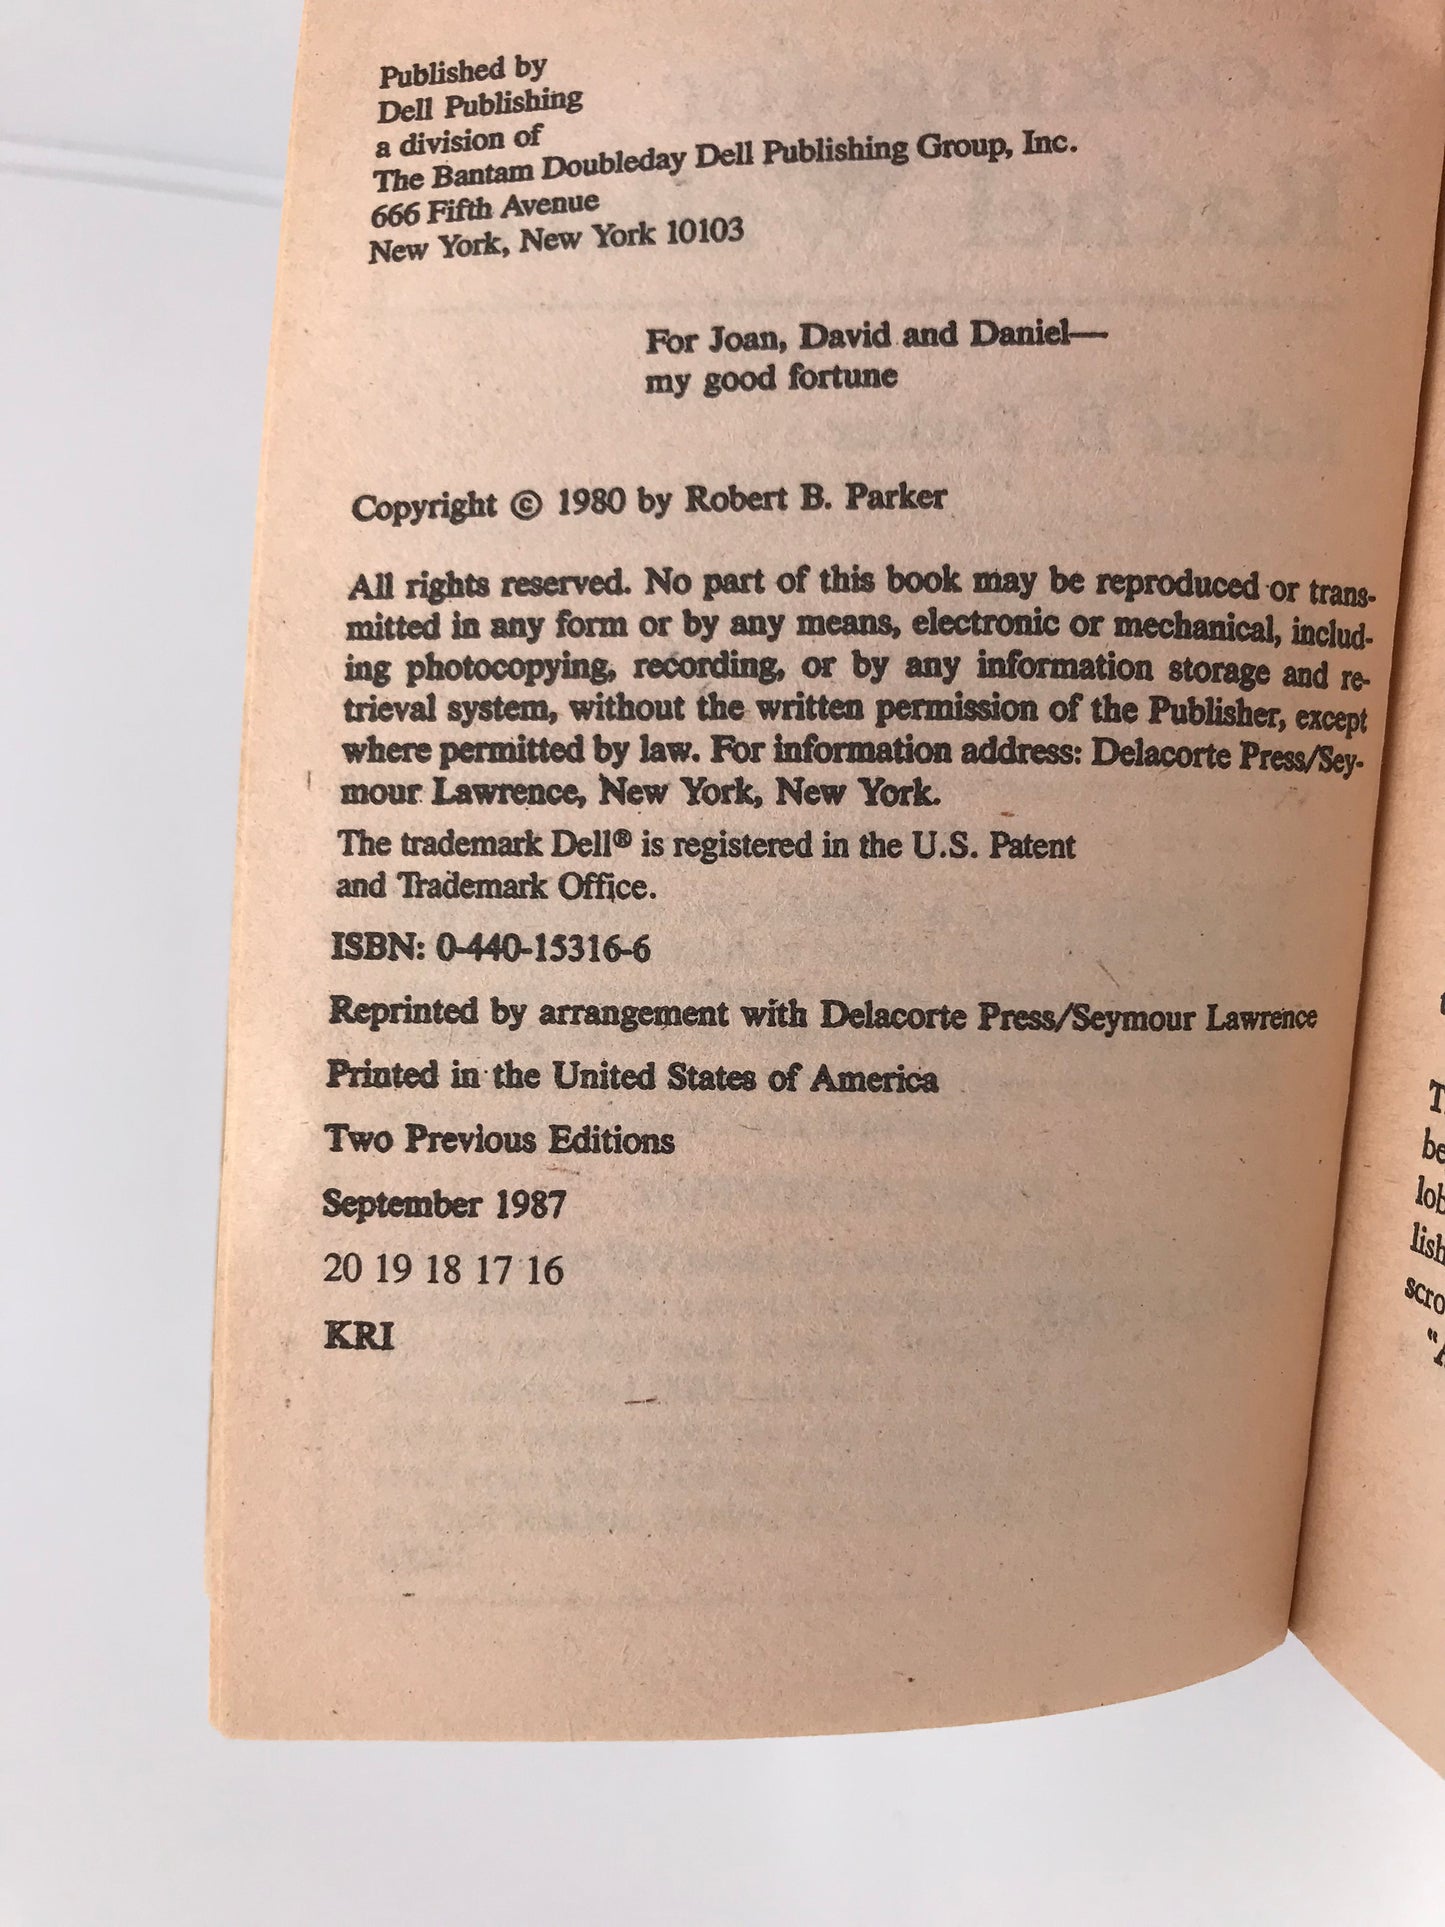 Published by
Dell Publishing
a division of
The Bantam Doubleday Dell Publishing Group, Inc.
666 Fifth Avenue
New York, New York 10103
For Joan, David and Daniel—
my good fortune
Copyright © 1980 by Robert B. Parker
All rights reserved. No part of this book may be reproduced or trans-
mitted in any form or by any means, electronic or mechanical, includ-
ing photocopying, recording, or by any information storage and re-
trieval system, without the written permission of the Publisher, except
where permitted by law. For information address: Delacorte Press/Sey-
mour Lawrence, New York, New York.
The trademark Dell® is registered in the U.S. Patent
and Trademark Office.
ISBN: 0-440-15316-6
Reprinted by arrangement with Delacorte Press/Seymour Lawrence
Printed in the United States of America
Two Previous Editions
September 1987
20 19 18 17 16
KRI